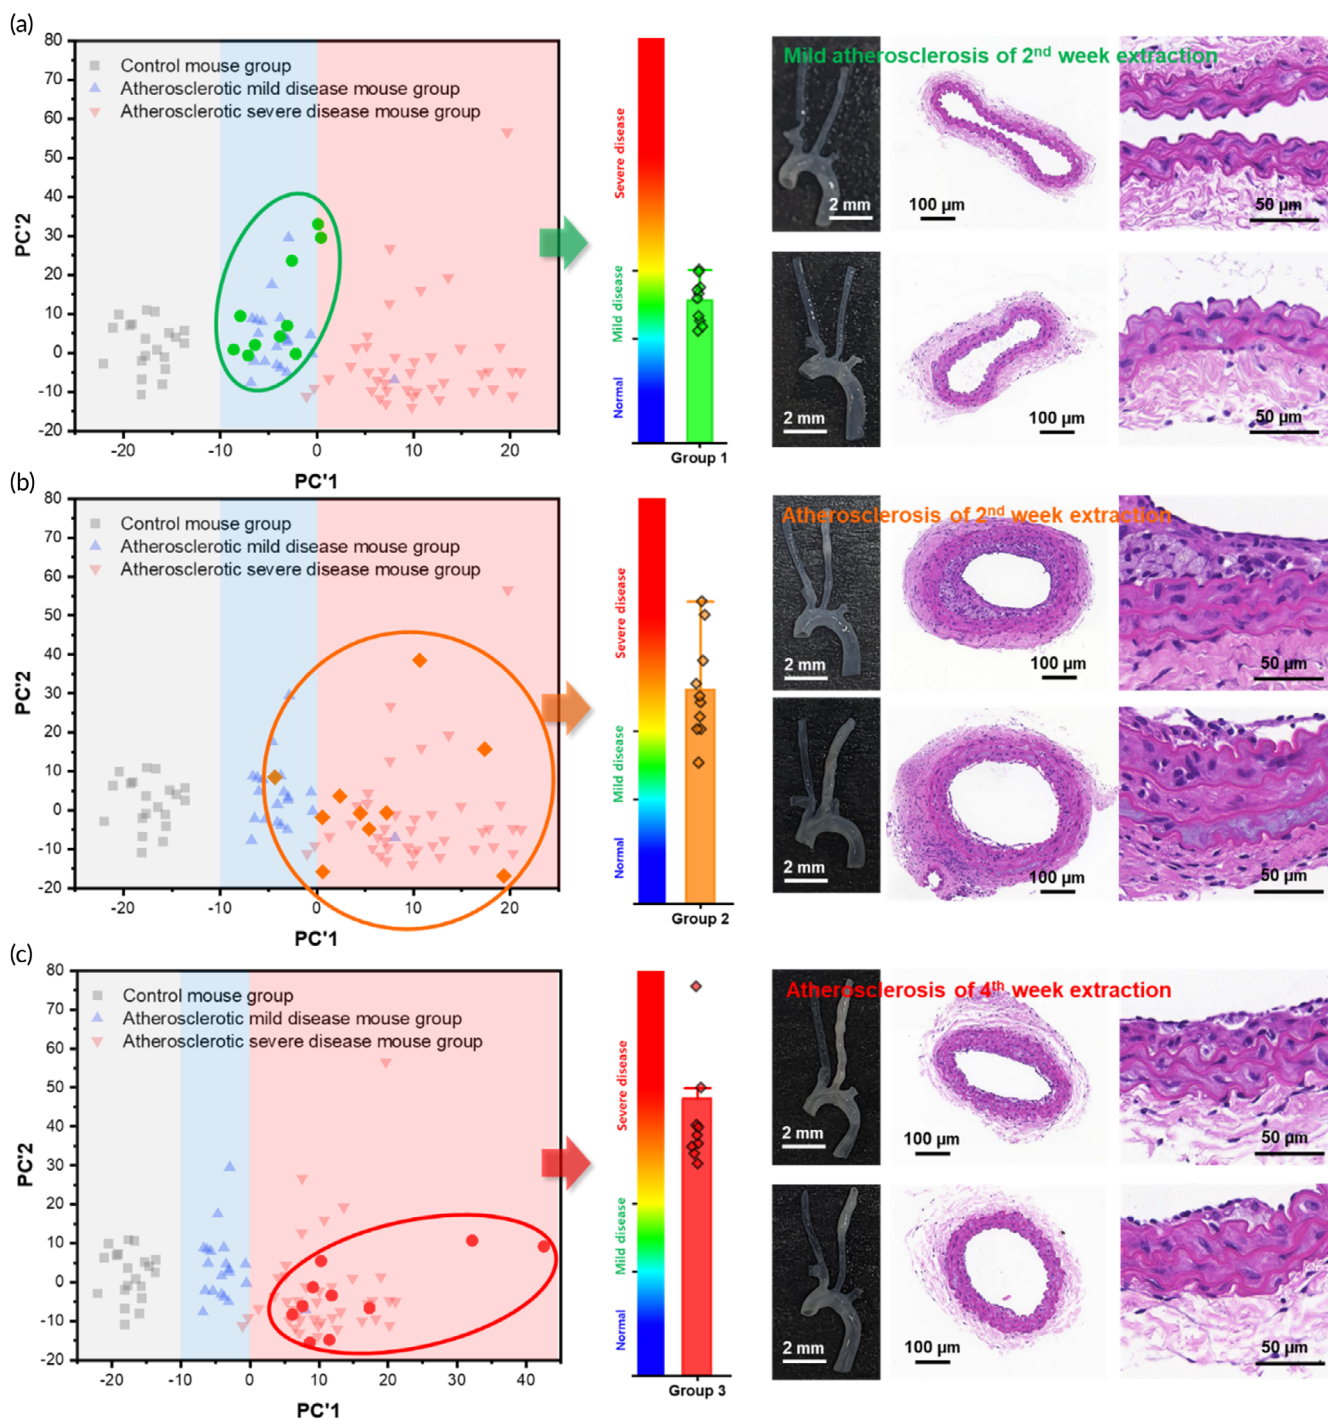 (a)
80
70
60
50
40
30
20
10
0
-10
-20
PC'2
Control mouse group
Atherosclerotic mild disease mouse group
Atherosclerotic severe disease mouse group
-20
-10
0
10
20
PC'1
Severe disease
Mild disease
Normal
Group 1
Mild atherosclerosis of 2nd week extraction
2 mm
100 μm
50 μm
2 mm
100 μm
50 μm
(b)
80
70
60
50
40
30
20
10
0
-10
-20
PC'2
Control mouse group
Atherosclerotic mild disease mouse group
Atherosclerotic severe disease mouse group
-20
-10
0
10
20
PC'1
Severe disease
Mild disease
Normal
Group 2
Atherosclerosis of 2nd week extraction
2 mm
100 μm
50 μm
2 mm
100 μm
50 μm
(c)
80
70
60
50
40
30
20
10
0
-10
-20
PC'2
Control mouse group
Atherosclerotic mild disease mouse group
Atherosclerotic severe disease mouse group
-20
-10
0
10
20
30
40
PC'1
Severe disease
Mild disease
Normal
Group 3
Atherosclerosis of 4th week extraction
2 mm
100 μm
50 μm
2 mm
100 μm
50 μm